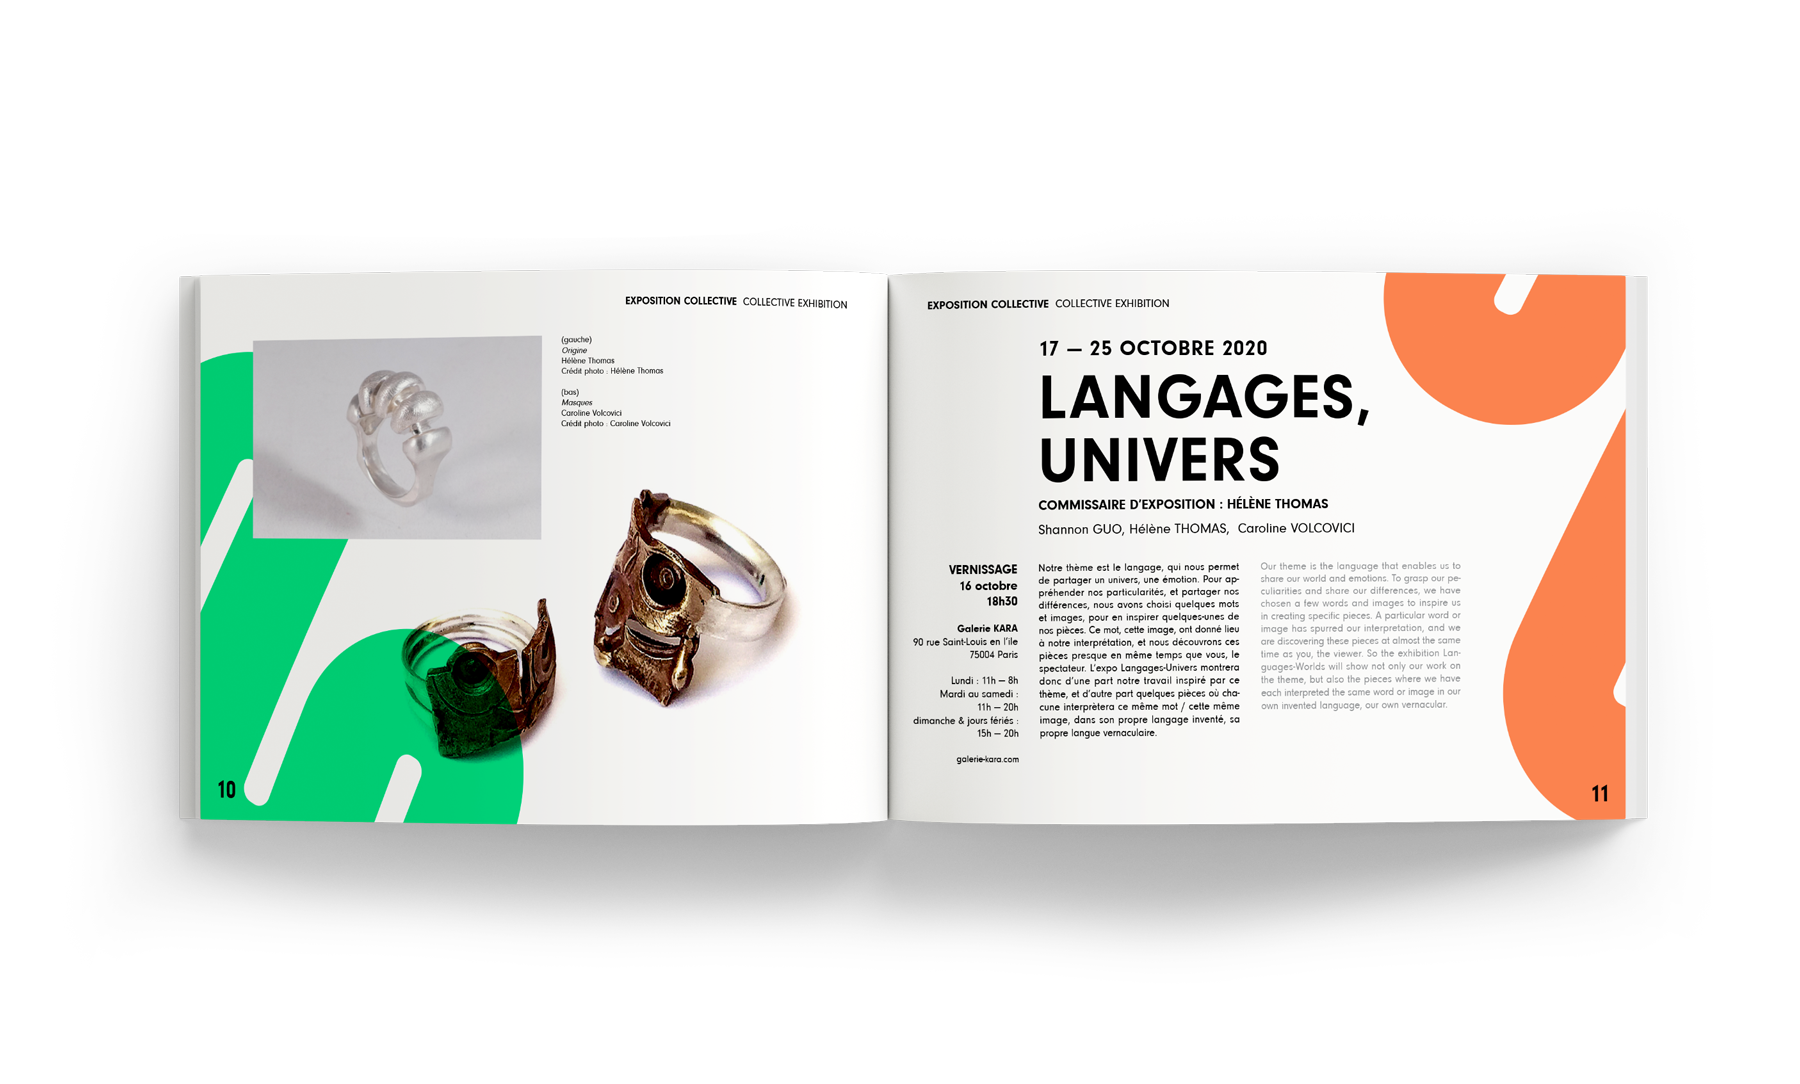 EXPOSITION COLLECTIVE COLLECTIVE EXHIBITION
(gauche)
Origine
Hélène Thomas
Crédit photo : Hélène Thomas
(bas)
Masques
Caroline Volcovici
Crédit photo : Caroline Volcovici
10
EXPOSITION COLLECTIVE COLLECTIVE EXHIBITION
17 — 25 OCTOBRE 2020
LANGAGES,
UNIVERS
COMMISSAIRE D'EXPOSITION : HÉLÈNE THOMAS
Shannon GUO, Hélène THOMAS, Caroline VOLCOVICI
VERNISSAGE
16 octobre
18h30
Galerie KARA
90 rue Saint-Louis en l'île
75004 Paris
Lundi : 11h — 8h
Mardi au samedi :
11h — 20h
dimanche & jours fériés :
15h — 20h
galerie-kara.com
Notre thème est le langage, qui nous permet
de partager un univers, une émotion. Pour ap-
préhender nos particularités, et partager nos
différences, nous avons choisi quelques mots
et images, pour en inspirer quelques-unes de
nos pièces. Ce mot, cette image, ont donné lieu
à notre interprétation, et nous découvrons ces
pièces presque en même temps que vous, le
spectateur. L'expo Langages-Univers montrera
donc d'une part notre travail inspiré par ce
thème, et d'autre part quelques pièces où cha-
cune interprètera ce même mot / cette même
image, dans son propre langage inventé, sa
propre langue vernaculaire.
Our theme is the language that enables us to
share our world and emotions. To grasp our pe-
culiarities and share our differences, we have
chosen a few words and images to inspire us
in creating specific pieces. A particular word or
image has spurred our interpretation, and we
are discovering these pieces at almost the same
time as you, the viewer. So the exhibition Lan-
guages-Worlds will show not only our work on
the theme, but also the pieces where we have
each interpreted the same word or image in our
own invented language, our own vernacular.
11